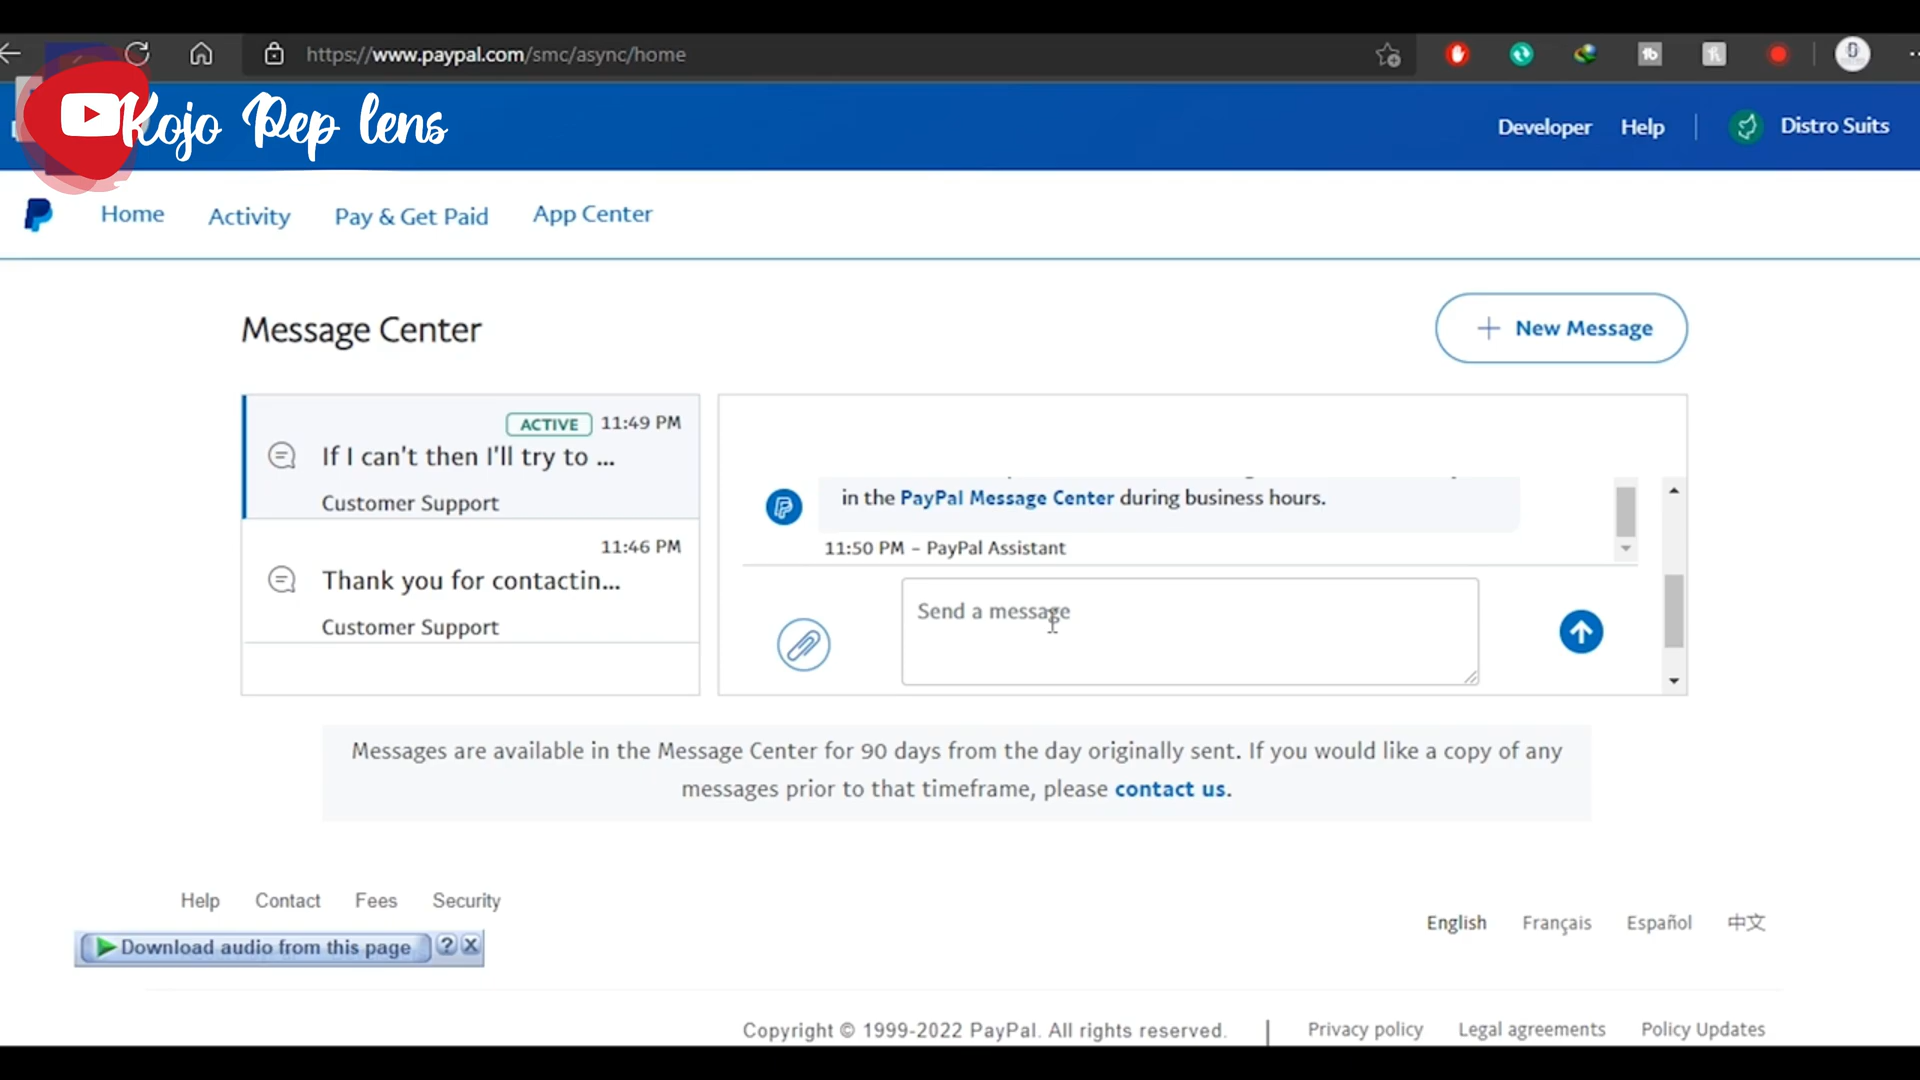 https://www.paypal.com/smc/async/home
Kojo Pep lens
Developer
Help
Distro Suits
Home
Activity
Pay & Get Paid
App Center
Message Center
New Message
ACTIVE
11:49 PM
If I can't then I'll try to ...
Customer Support
11:46 PM
Thank you for contactin...
Customer Support
in the PayPal Message Center during business hours.
11:50 PM – PayPal Assistant
Send a message
Messages are available in the Message Center for 90 days from the day originally sent. If you would like a copy of any
messages prior to that timeframe, please contact us.
Help
Contact
Fees
Security
English
Français
Español
中文
Download audio from this page
Copyright © 1999-2022 PayPal. All rights reserved.
Privacy policy
Legal agreements
Policy Updates